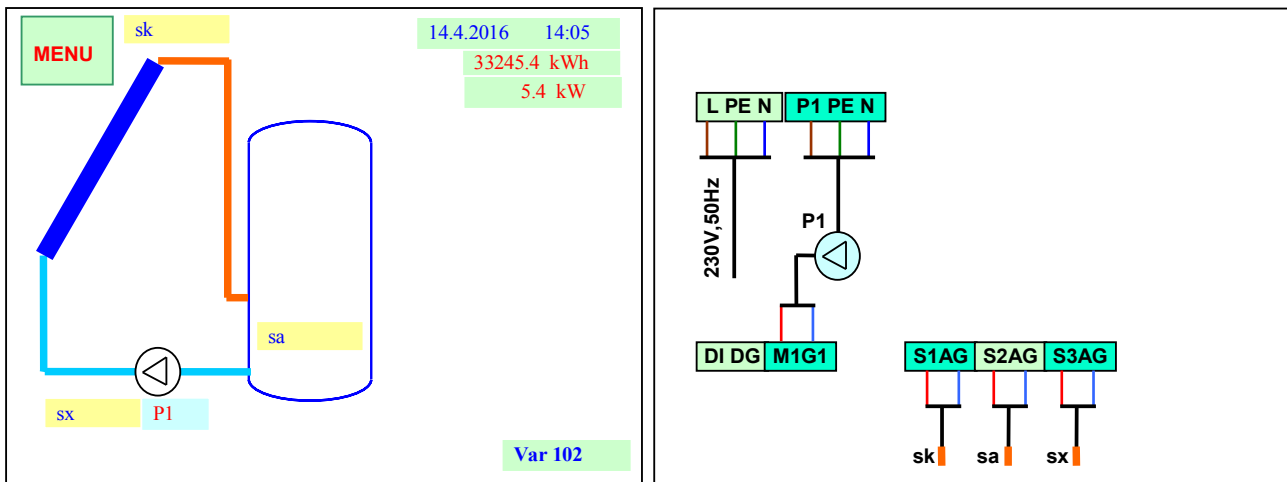 sk
MENU
14.4.2016 14:05
33245.4 kWh
5.4 kW
sa
sx
P1
Var 102
L PE N
P1 PE N
230V,50Hz
P1
DI DG
M1G1
S1AG
S2AG
S3AG
sk
sa
sx